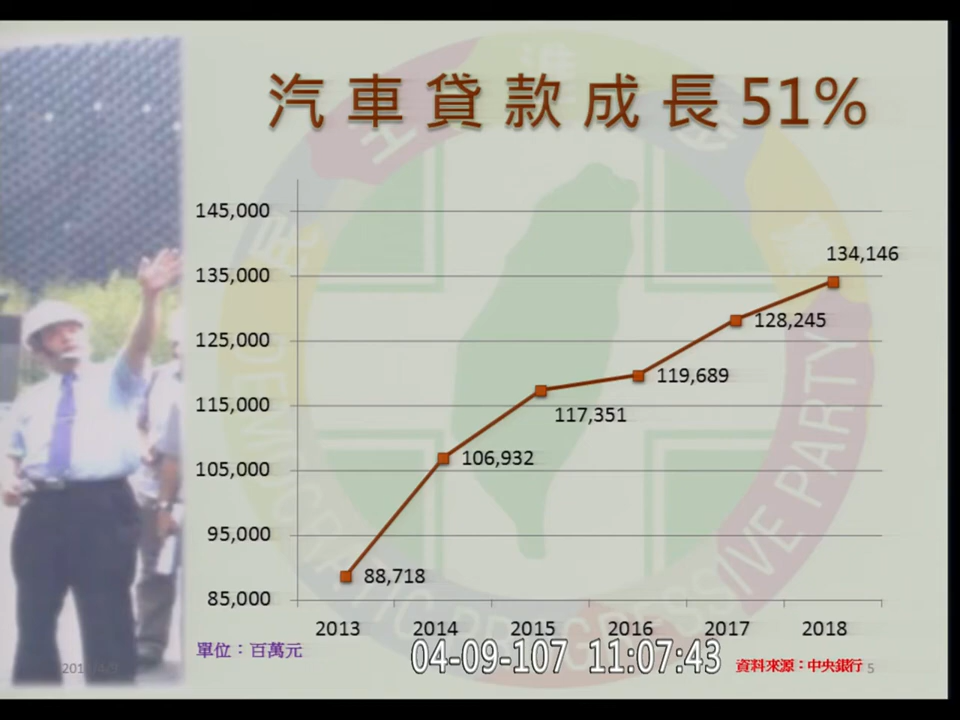 汽車貸款成長51%
145,000
135,000
125,000
115,000
105,000
95,000
85,000
134,146
128,245
119,689
117,351
106,932
88,718
2013 2014 2015 2016 2017 2018
單位：百萬元
04-09-107 11:07:43
資料來源：中央銀行 5
民主進
DEMOCRATIC PROGRESSIVE PARTY